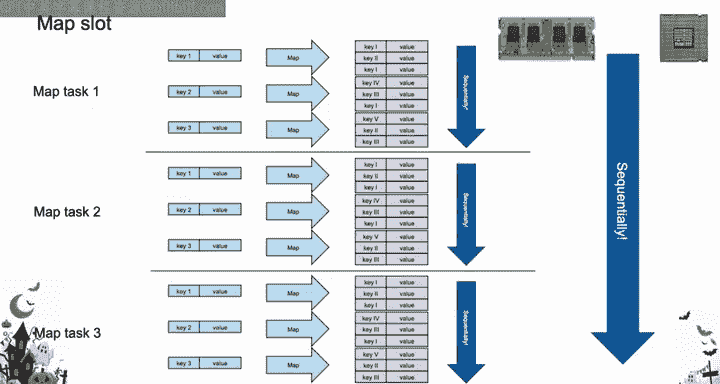 Map slot
Map task 1
key 1 value Map key I value
key II value
key I value
key 2 value Map key IV value
key III value
key I value
key 3 value Map key V value
key II value
key III value
Sequentially!
Map task 2
key 1 value Map key I value
key II value
key I value
key 2 value Map key IV value
key III value
key I value
key 3 value Map key V value
key II value
key III value
Sequentially!
Map task 3
key 1 value Map key I value
key II value
key I value
key 2 value Map key IV value
key III value
key I value
key 3 value Map key V value
key II value
key III value
Sequentially!
Sequentially!